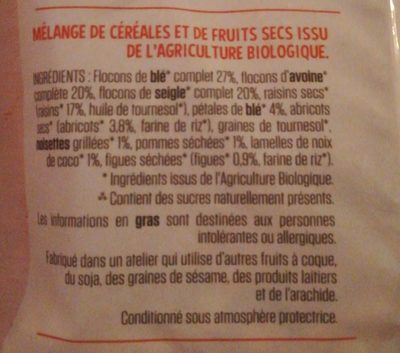 MÉLANGE DE CÉRÉALES ET DE FRUITS SECS ISSU
DE L'AGRICULTURE BIOLOGIQUE.
INGRÉDIENTS : Flocons de blé* complet 27%, flocons d'avoine*
complète 20%, flocons de seigle* complet 20%, raisins secs*
(raisins* 17%, huile de tournesol*), pétales de blé* 4%, abricots
secs* (abricots* 3,8%, farine de riz*), graines de tournesol*,
noisettes grillées* 1%, pommes séchées* 1%, lamelles de noix
de coco* 1%, figues séchées* (figues* 0,9%, farine de riz*).
* Ingrédients issus de l'Agriculture Biologique.
⁂ Contient des sucres naturellement présents.
Les informations en gras sont destinées aux personnes
intolérantes ou allergiques.
Fabriqué dans un atelier qui utilise d'autres fruits à coque,
du soja, des graines de sésame, des produits laitiers
et de l'arachide.
Conditionné sous atmosphère protectrice.